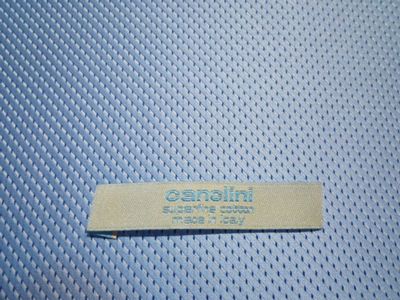 canclini
superfine cotton
made in italy